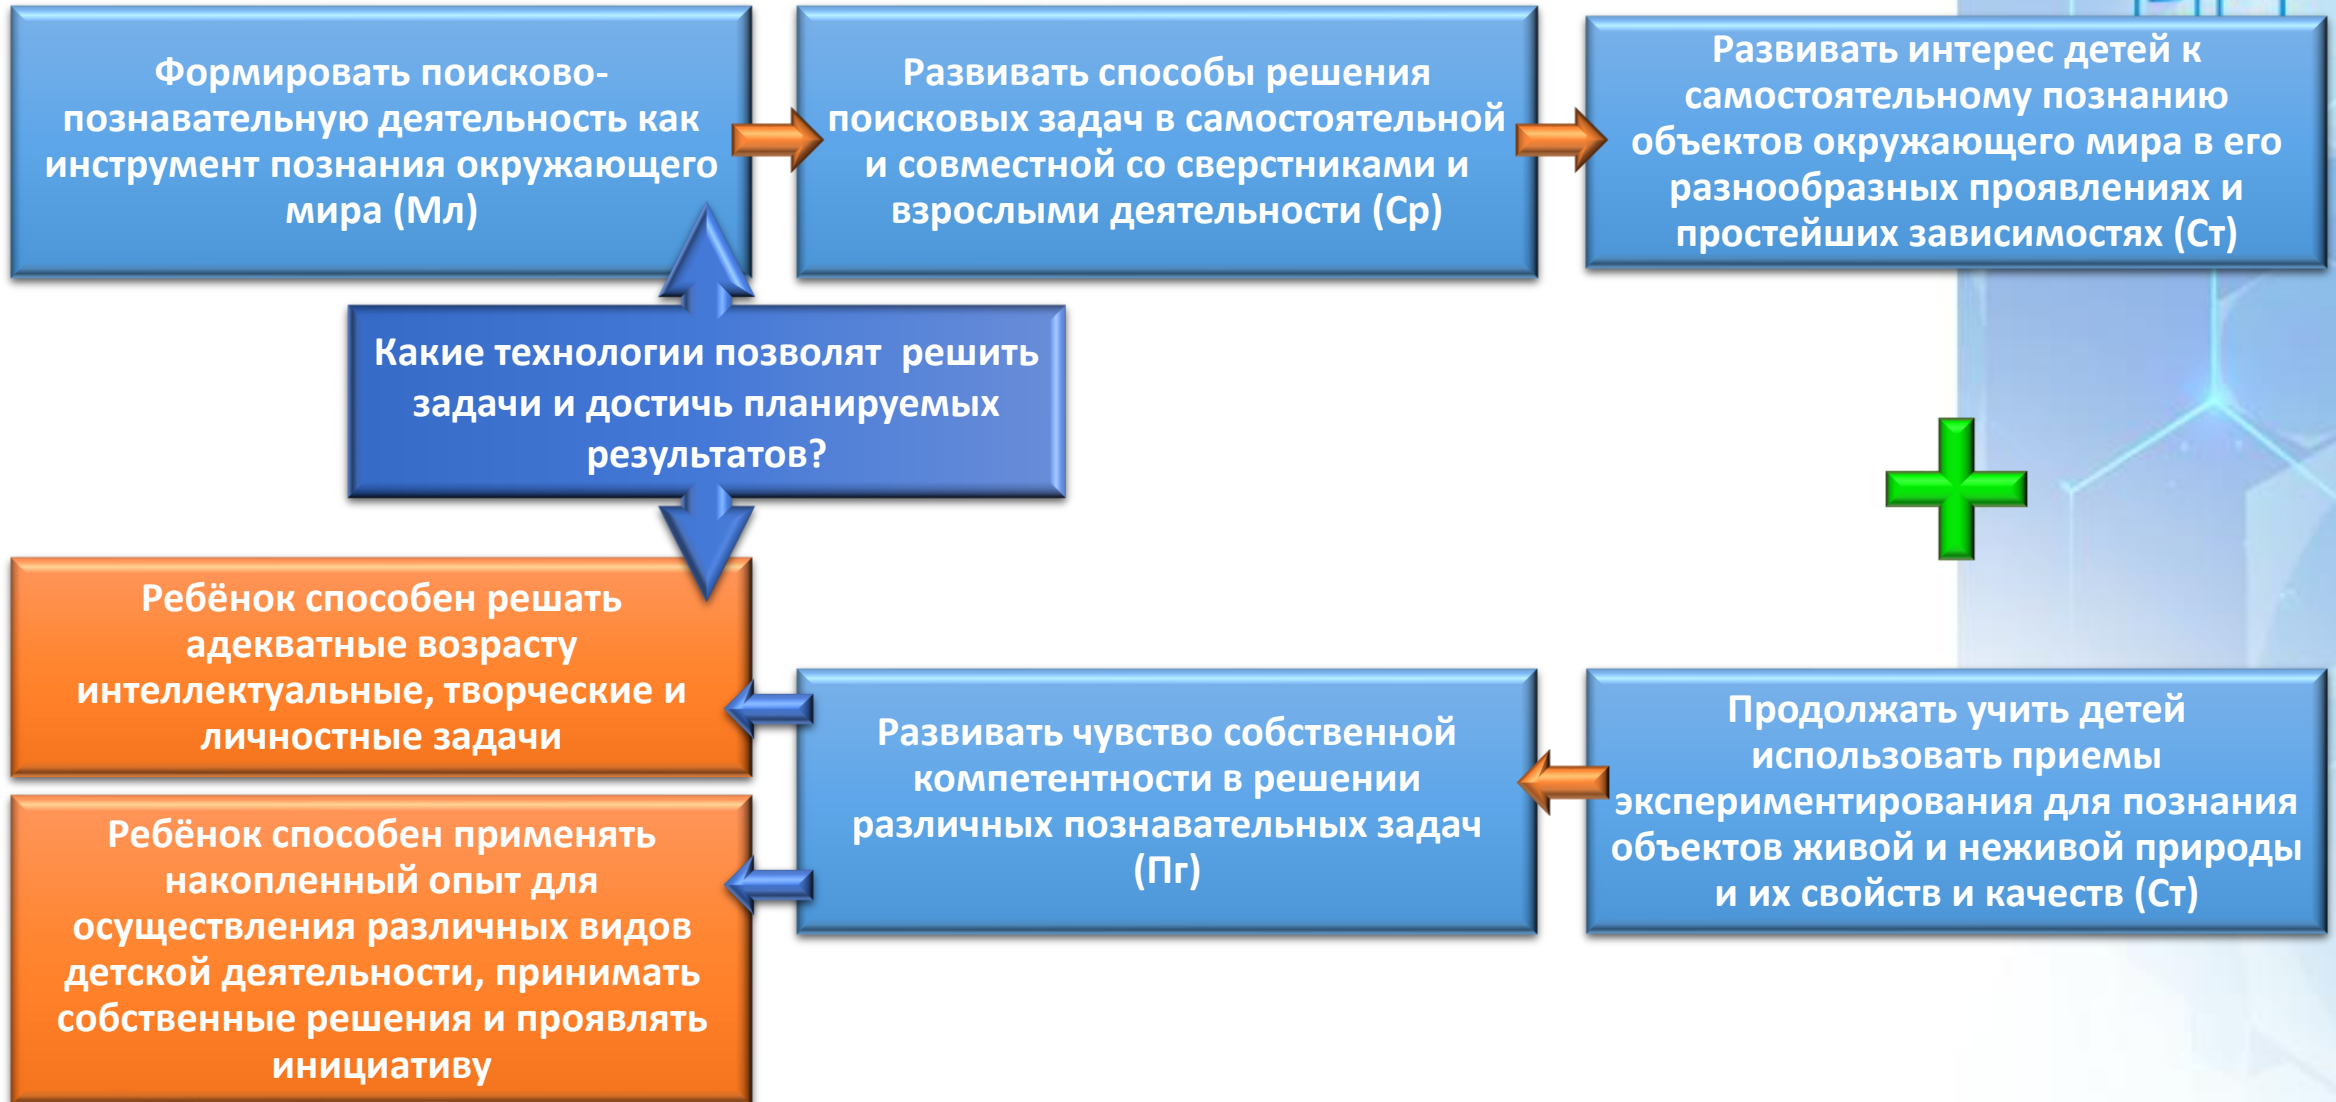 Формировать поисково-
познавательную деятельность как
инструмент познания окружающего
мира (Мл)
Развивать способы решения
поисковых задач в самостоятельной
и совместной со сверстниками и
взрослыми деятельности (Ср)
Развивать интерес детей к
самостоятельному познанию
объектов окружающего мира в его
разнообразных проявлениях и
простейших зависимостях (Ст)
Какие технологии позволят решить
задачи и достичь планируемых
результатов?
Ребёнок способен решать
адекватные возрасту
интеллектуальные, творческие и
личностные задачи
Развивать чувство собственной
компетентности в решении
различных познавательных задач
(Пг)
Продолжать учить детей
использовать приемы
экспериментирования для познания
объектов живой и неживой природы
и их свойств и качеств (Ст)
Ребёнок способен применять
накопленный опыт для
осуществления различных видов
детской деятельности, принимать
собственные решения и проявлять
инициативу